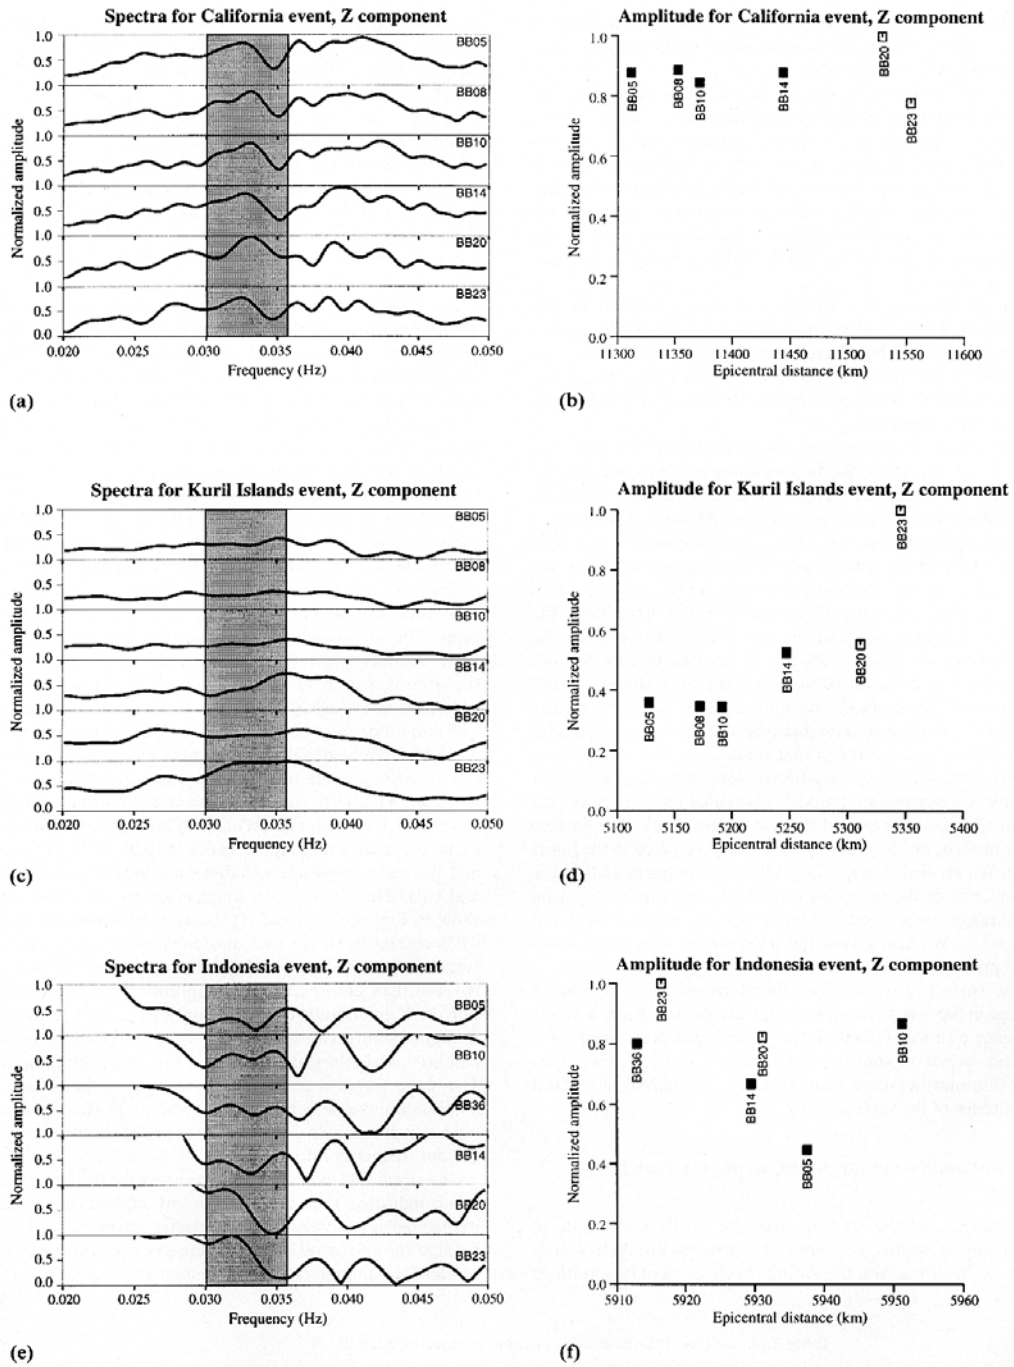 Spectra for California event, Z component
Normalized amplitude
1.0
0.5
1.0
0.5
1.0
0.5
1.0
0.5
1.0
0.5
1.0
0.5
0.0
BB05
BB08
BB10
BB14
BB20
BB23
0.020 0.025 0.030 0.035 0.040 0.045 0.050
Frequency (Hz)
(a)
Amplitude for California event, Z component
Normalized amplitude
1.0
0.8
0.6
0.4
0.2
0.0
BB05
BB08
BB10
BB14
BB20
BB23
11300 11350 11400 11450 11500 11550 11600
Epicentral distance (km)
(b)
Spectra for Kuril Islands event, Z component
Normalized amplitude
1.0
0.5
1.0
0.5
1.0
0.5
1.0
0.5
1.0
0.5
1.0
0.5
0.0
BB05
BB08
BB10
BB14
BB20
BB23
0.020 0.025 0.030 0.035 0.040 0.045 0.050
Frequency (Hz)
(c)
Amplitude for Kuril Islands event, Z component
Normalized amplitude
1.0
0.8
0.6
0.4
0.2
0.0
BB05
BB08
BB10
BB14
BB20
BB23
5100 5150 5200 5250 5300 5350 5400
Epicentral distance (km)
(d)
Spectra for Indonesia event, Z component
Normalized amplitude
1.0
0.5
1.0
0.5
1.0
0.5
1.0
0.5
1.0
0.5
1.0
0.5
0.0
BB05
BB10
BB36
BB14
BB20
BB23
0.020 0.025 0.030 0.035 0.040 0.045 0.050
Frequency (Hz)
(e)
Amplitude for Indonesia event, Z component
Normalized amplitude
1.0
0.8
0.6
0.4
0.2
0.0
BB36
BB23
BB14
BB20
BB05
BB10
5910 5920 5930 5940 5950 5960
Epicentral distance (km)
(f)